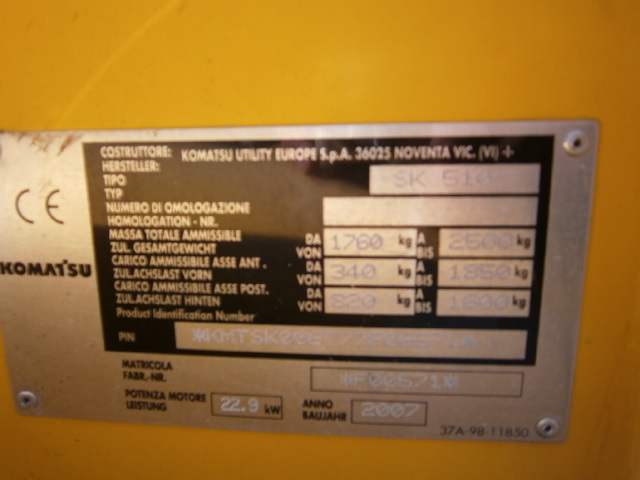 COSTRUTTORE: KOMATSU UTILITY EUROPE S.p.A. 36025 NOVENTA VIC. (VI)
HERSTELLER:
TIPO SK 510
TYP
NUMERO DI OMOLOGAZIONE
HOMOLOGATION - NR.
MASSA TOTALE AMMISSIBILE DA 1760 kg A 2500 kg
ZUL. GESAMTGEWICHT VON BIS
CARICO AMMISSIBILE ASSE ANT. DA 340 kg A 1850 kg
ZUL.ACHSLAST VORN VON BIS
CARICO AMMISSIBILE ASSE POST. DA 820 kg A 1600 kg
ZUL.ACHSLAST HINTEN VON BIS
Product Identification Number
PIN
CE
KOMATSU
MATRICOLA
FABR.-NR. *F00571*
POTENZA MOTORE 22.9 kW ANNO 2007
LEISTUNG BAUJAHR
37A-98-11850